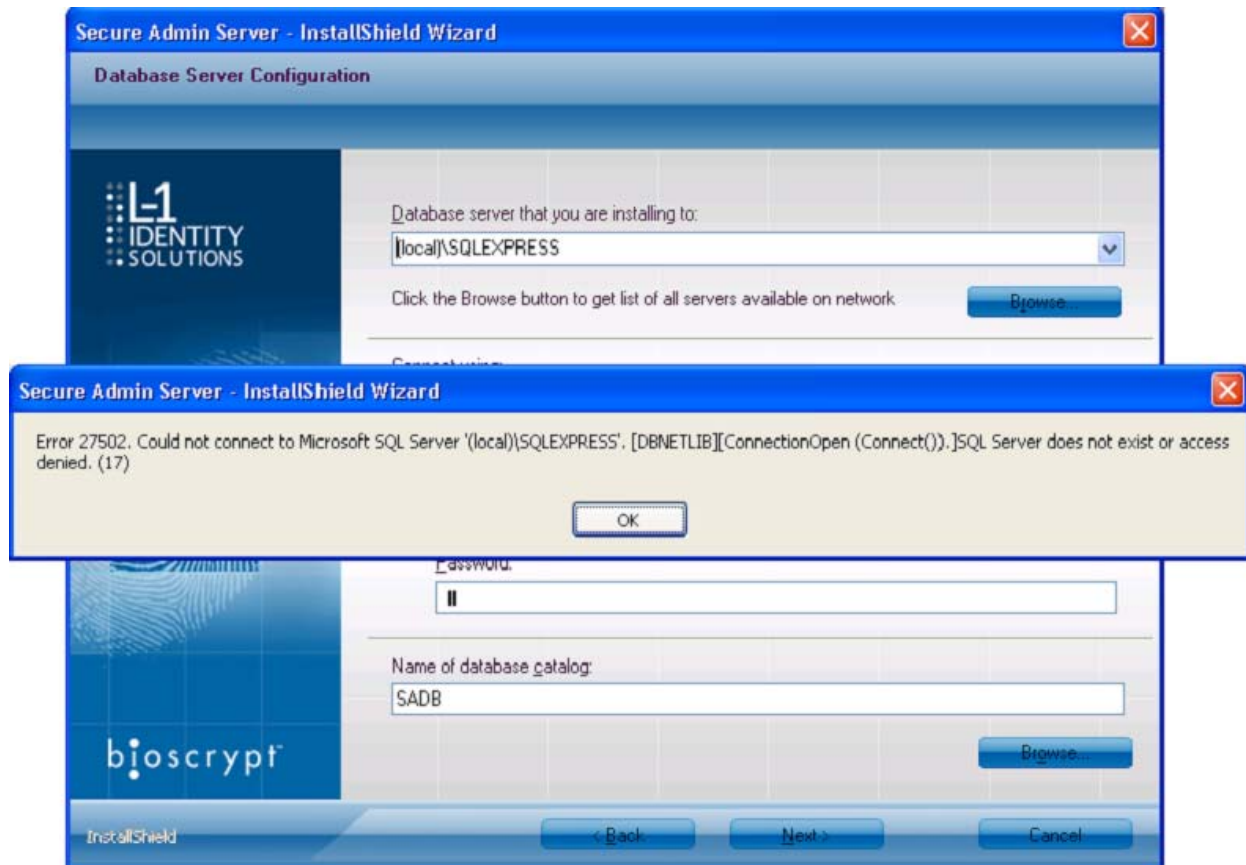 Secure Admin Server - InstallShield Wizard
Database Server Configuration
L-1
IDENTITY
SOLUTIONS
Database server that you are installing to:
(local)\SQLEXPRESS
Click the Browse button to get list of all servers available on network
Browse...
Connect using:
Secure Admin Server - InstallShield Wizard
Error 27502. Could not connect to Microsoft SQL Server '(local)\SQLEXPRESS'. [DBNETLIB][ConnectionOpen (Connect()).]SQL Server does not exist or access
denied. (17)
OK
Password:
Name of database catalog:
SADB
Browse...
bioscrypt
InstallShield
< Back
Next >
Cancel